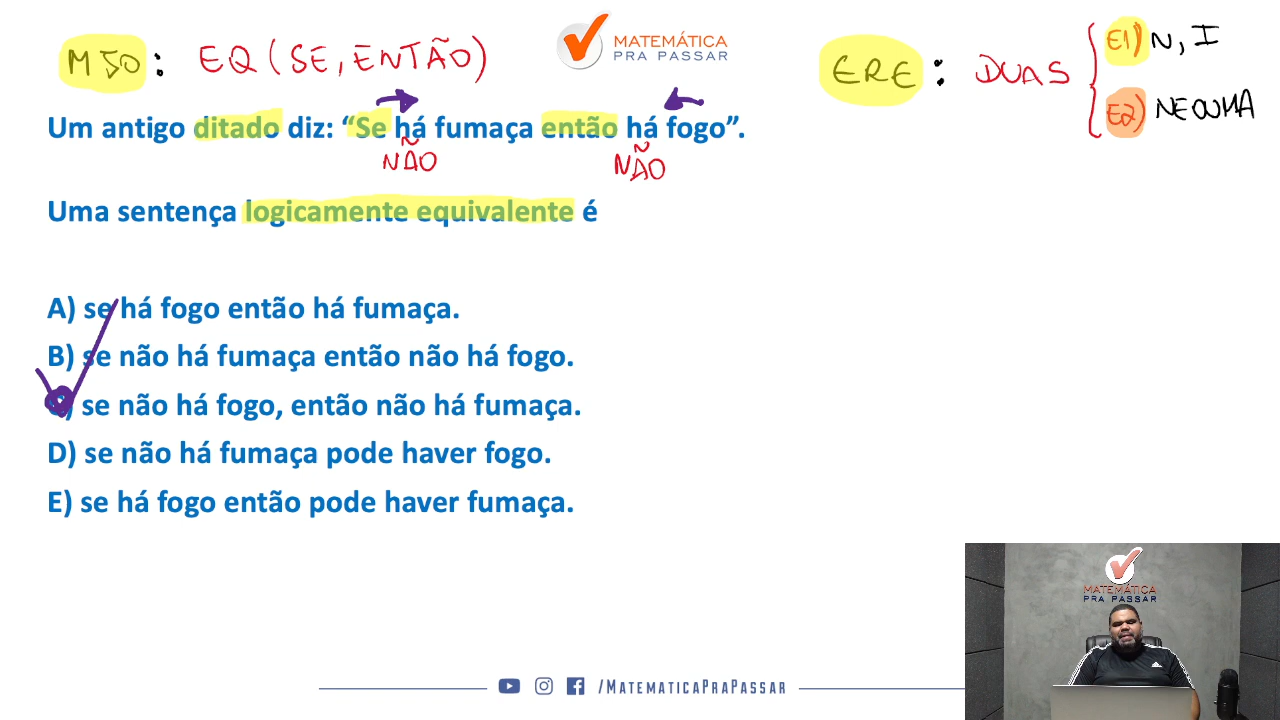 M50: EQ(SE, ENTÃO)
MATEMÁTICA
PRA PASSAR
ERE: DUAS
E1) N, I
E2) NEOUMA
Um antigo ditado diz: “Se há fumaça então há fogo”.
NÃO NÃO
Uma sentença logicamente equivalente é
A) se há fogo então há fumaça.
B) se não há fumaça então não há fogo.
C) se não há fogo, então não há fumaça.
D) se não há fumaça pode haver fogo.
E) se há fogo então pode haver fumaça.
MATEMÁTICA
PRA PASSAR
/MATEMATICAPRAPASSAR